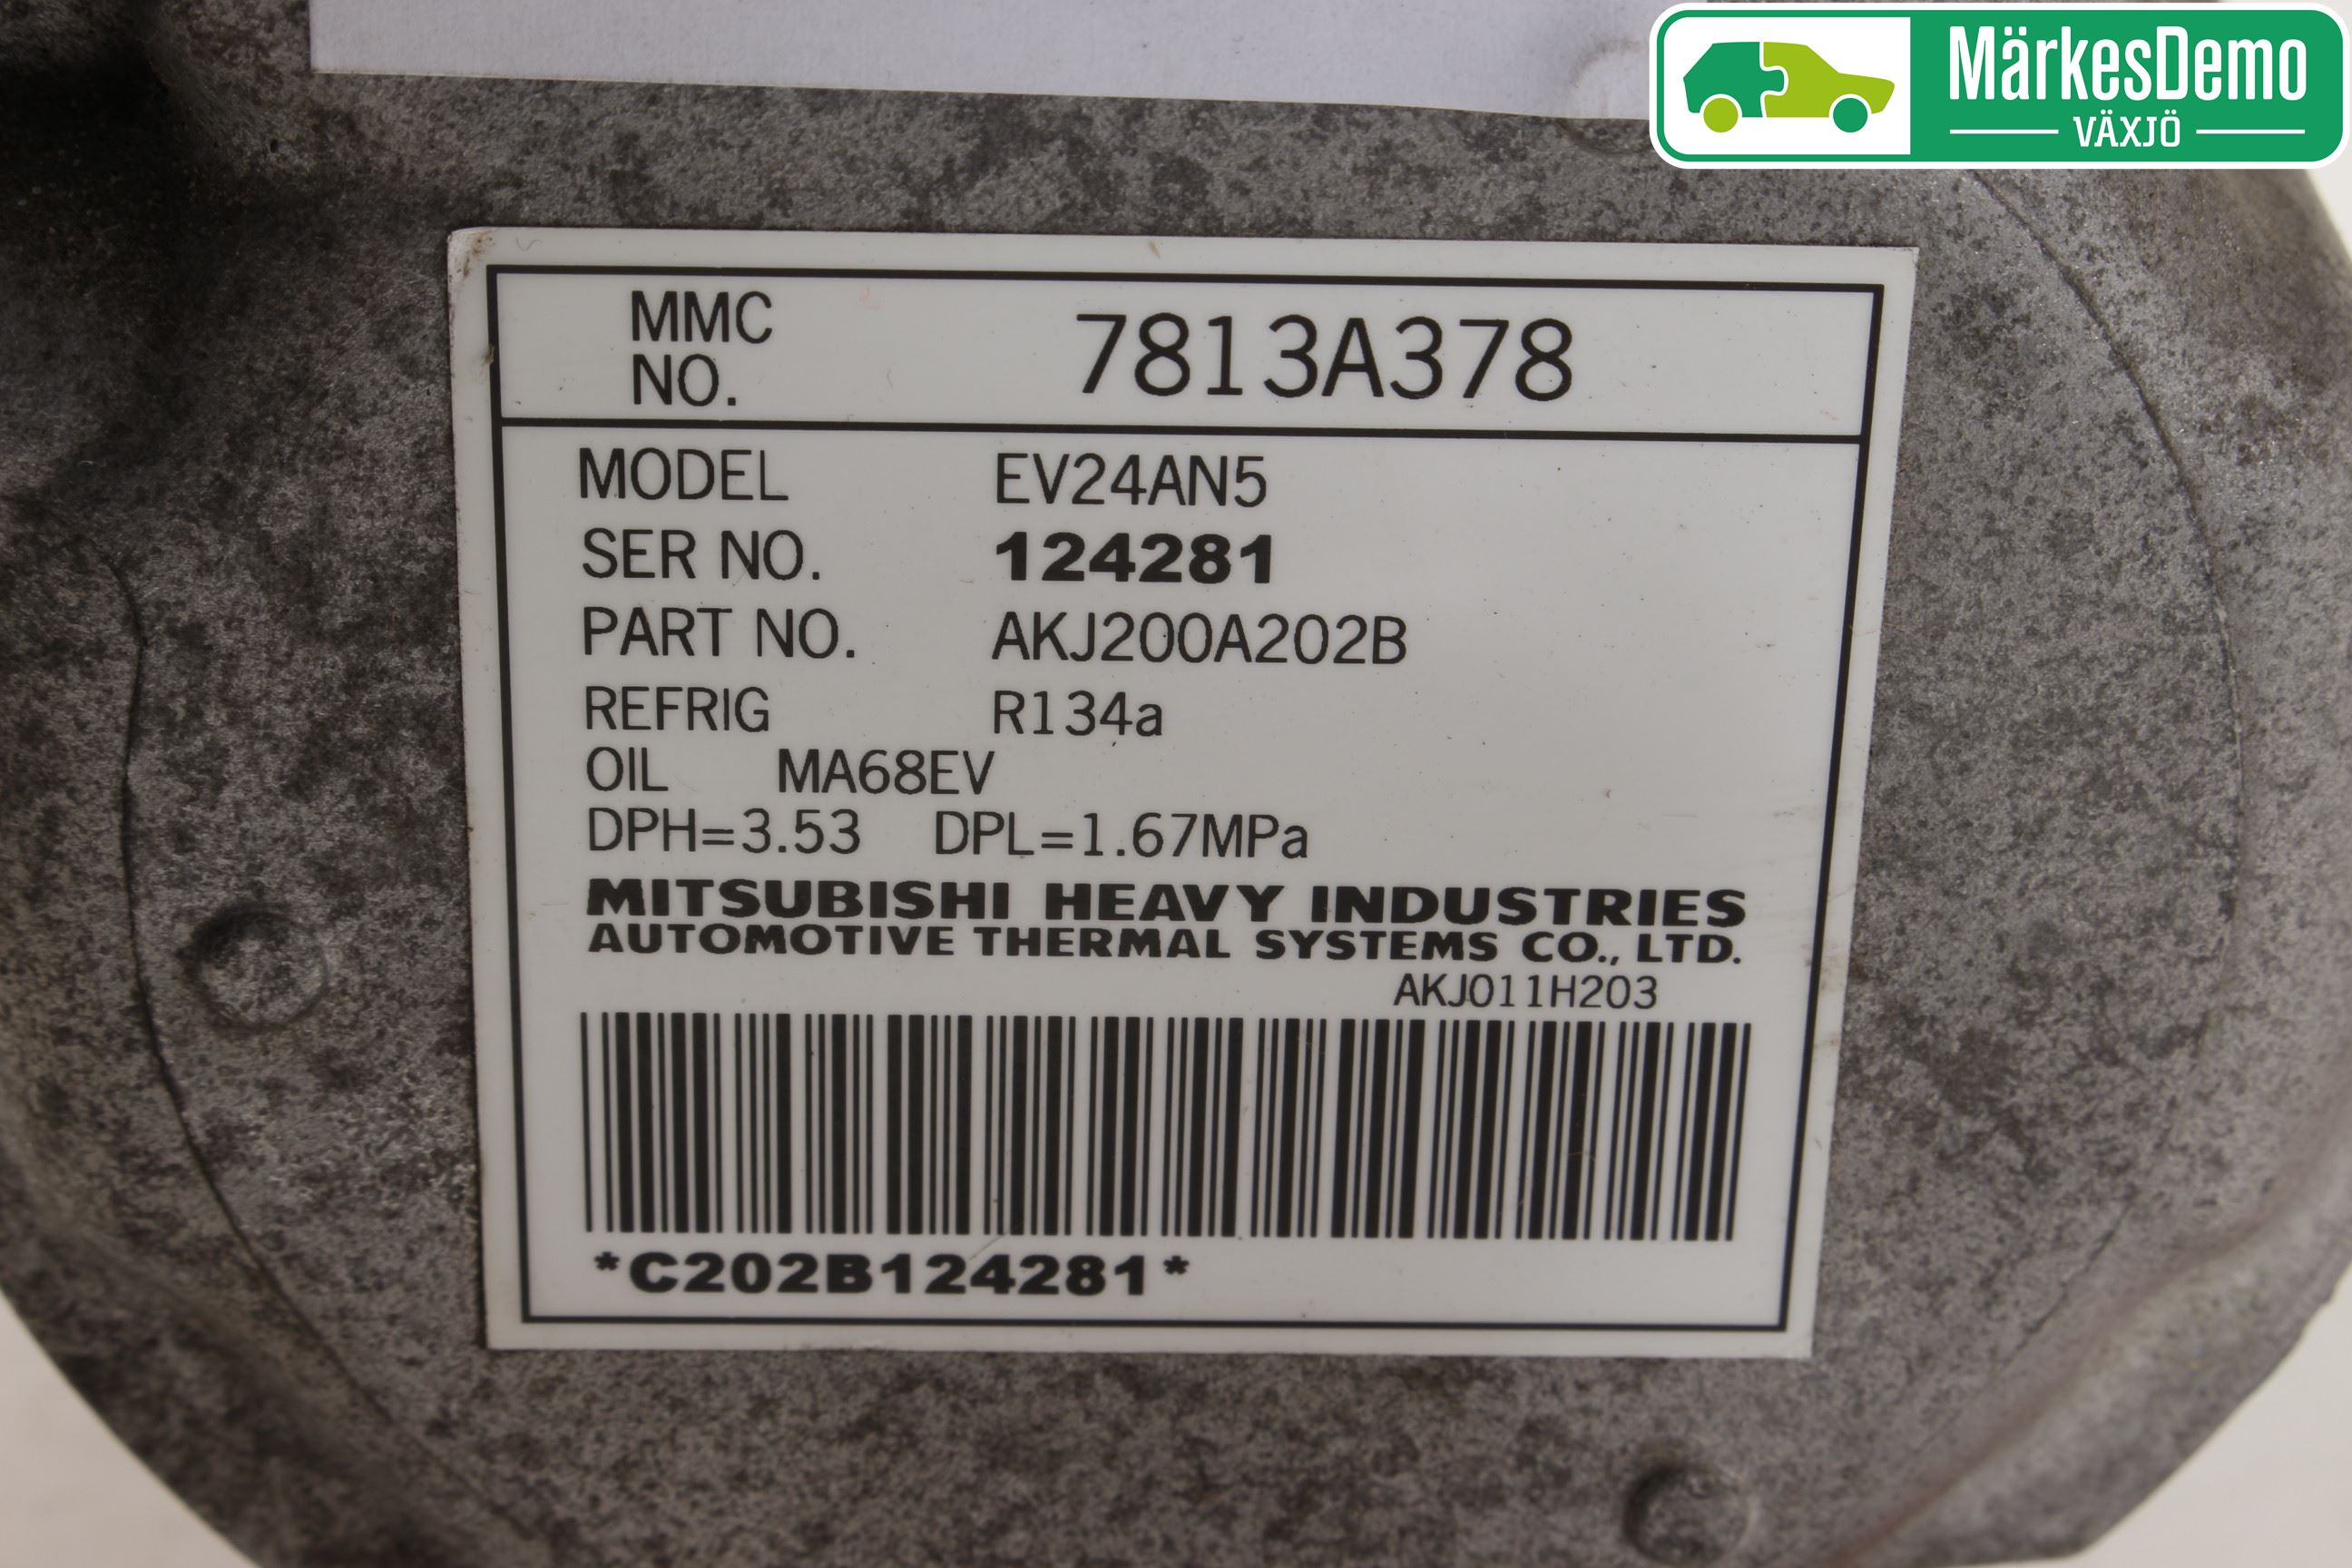 MärkesDemo
VÄXJÖ
MMC NO. 7813A378
MODEL EV24AN5
SER NO. 124281
PART NO. AKJ200A202B
REFRIG R134a
OIL MA68EV
DPH=3.53 DPL=1.67MPa
MITSUBISHI HEAVY INDUSTRIES
AUTOMOTIVE THERMAL SYSTEMS CO., LTD.
AKJ011H203
*C202B124281*